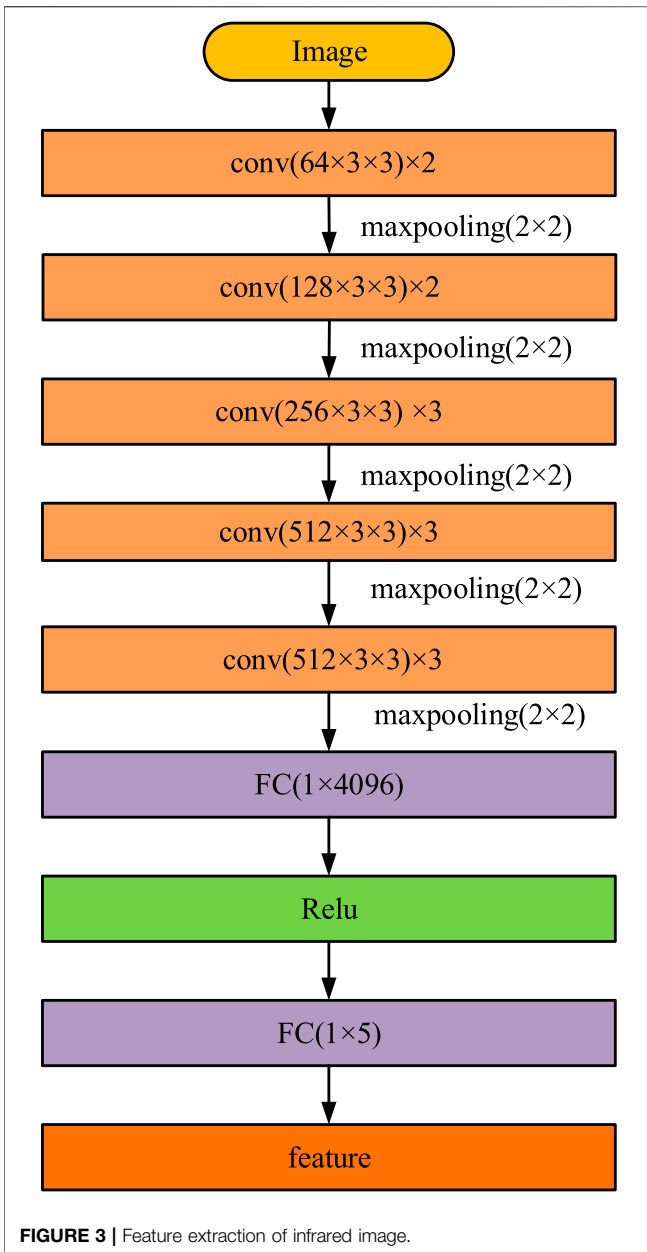 Image
conv(64×3×3)×2
maxpooling(2×2)
conv(128×3×3)×2
maxpooling(2×2)
conv(256×3×3) ×3
maxpooling(2×2)
conv(512×3×3)×3
maxpooling(2×2)
conv(512×3×3)×3
maxpooling(2×2)
FC(1×4096)
Relu
FC(1×5)
feature
FIGURE 3 | Feature extraction of infrared image.